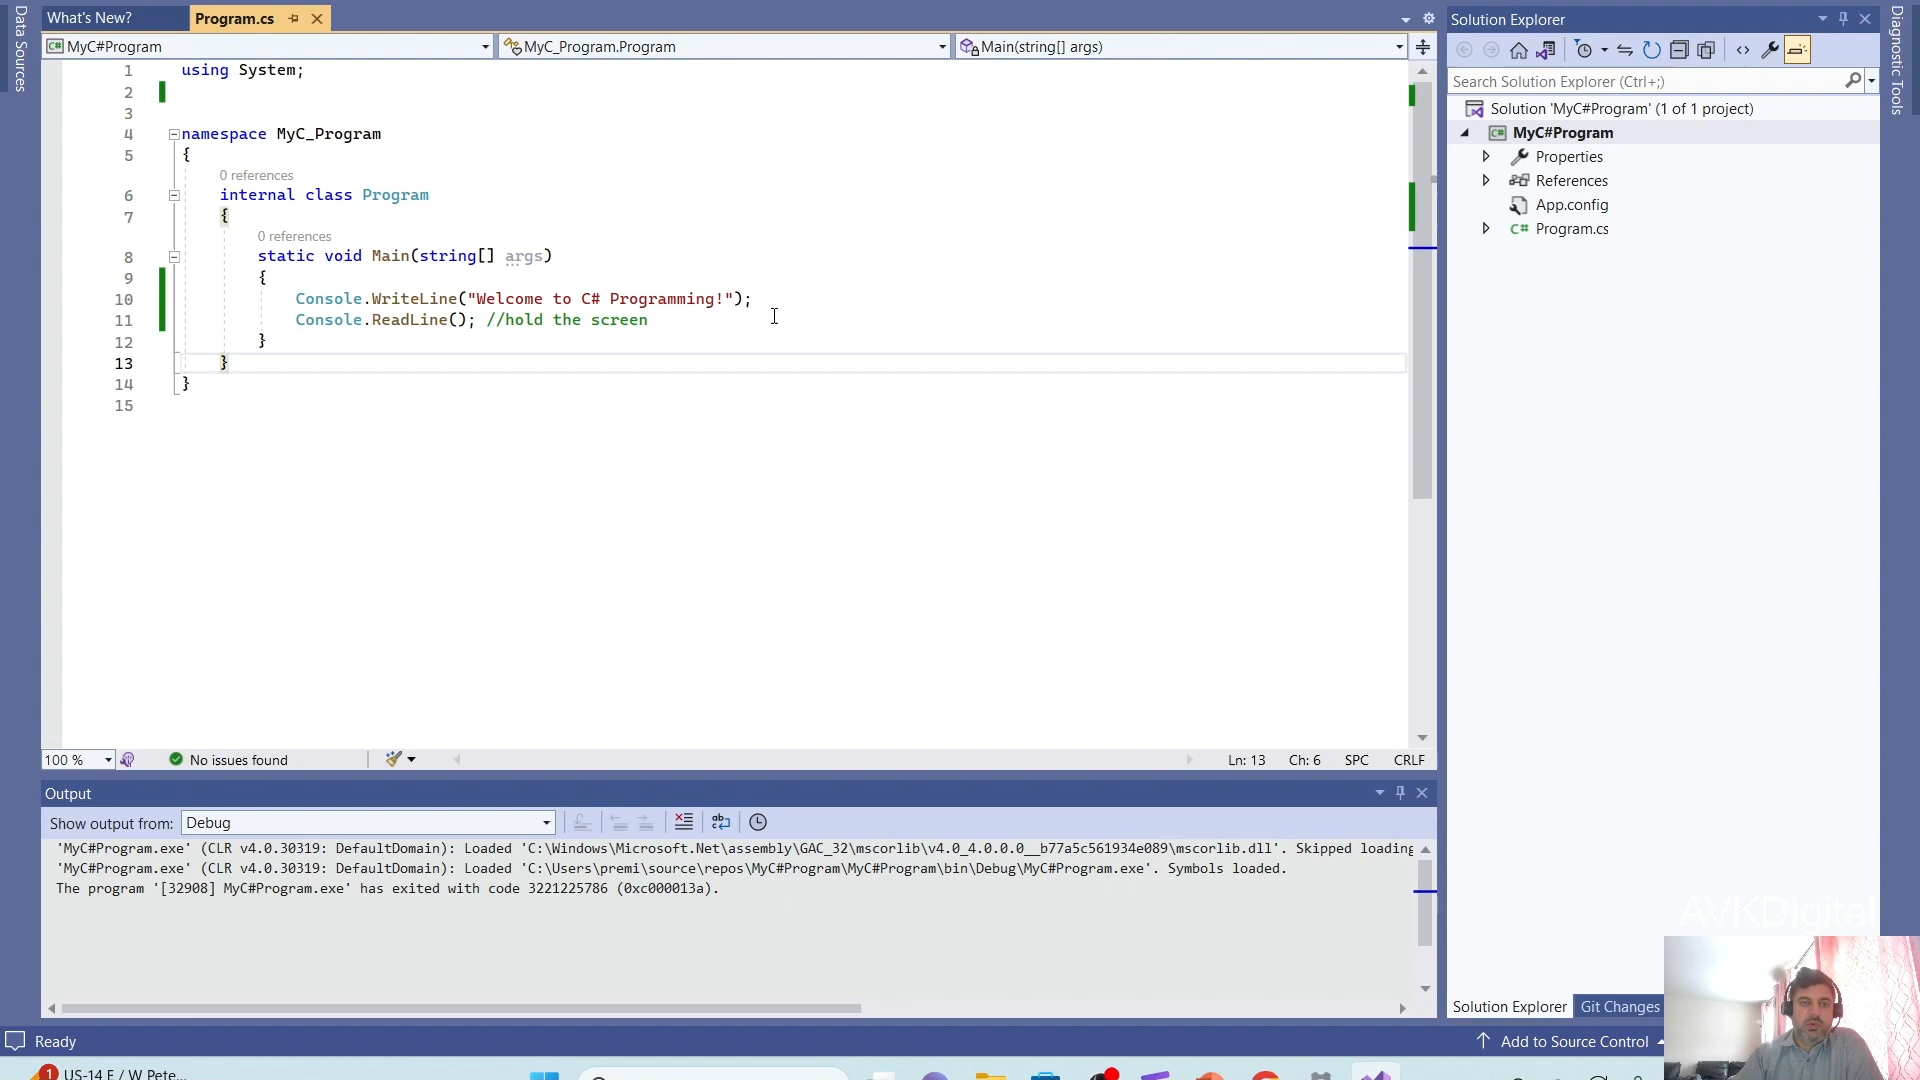 What's New?
Program.cs
Solution Explorer
Data Sources
Diagnostic Tools
C# MyC#Program
MyC_Program.Program
Main(string[] args)
Search Solution Explorer (Ctrl+;)
Solution 'MyC#Program' (1 of 1 project)
C# MyC#Program
Properties
References
App.config
C# Program.cs
1 using System;
2
3
4 namespace MyC_Program
5 {
0 references
6 internal class Program
7 {
0 references
8 static void Main(string[] args)
9 {
10 Console.WriteLine("Welcome to C# Programming!");
11 Console.ReadLine(); //hold the screen
12 }
13 }
14 }
15
100 %
No issues found
Ln: 13 Ch: 6 SPC CRLF
Output
Show output from: Debug
'MyC#Program.exe' (CLR v4.0.30319: DefaultDomain): Loaded 'C:\Windows\Microsoft.Net\assembly\GAC_32\mscorlib\v4.0_4.0.0.0__b77a5c561934e089\mscorlib.dll'. Skipped loading
'MyC#Program.exe' (CLR v4.0.30319: DefaultDomain): Loaded 'C:\Users\premi\source\repos\MyC#Program\MyC#Program\bin\Debug\MyC#Program.exe'. Symbols loaded.
The program '[32908] MyC#Program.exe' has exited with code 3221225786 (0xc000013a).
AVKDigital
Solution Explorer
Git Changes
Ready
Add to Source Control
1
US-14 E / W Pete...